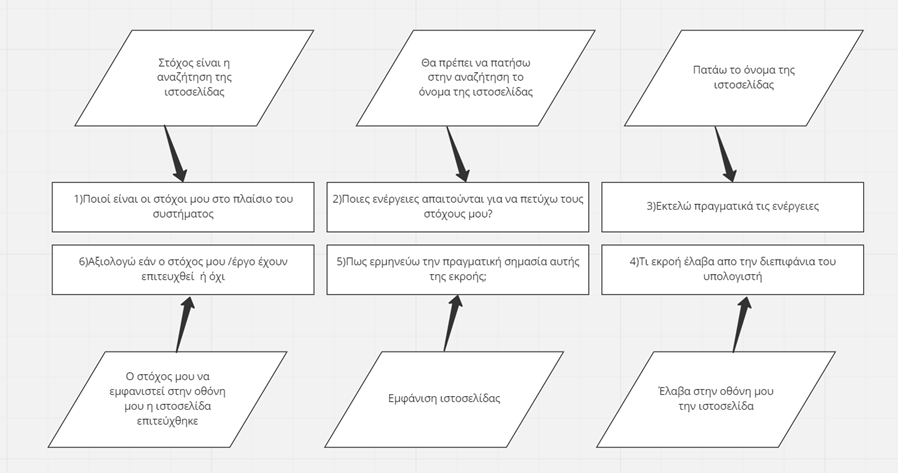 Στόχος είναι η
αναζήτηση της
ιστοσελίδας
Θα πρέπει να πατήσω
στην αναζήτηση το
όνομα της ιστοσελίδας
Πατάω το όνομα της
ιστοσελίδας
1)Ποιοί είναι οι στόχοι μου στο πλαίσιο του
συστήματος
2)Ποιες ενέργειες απαιτούνται για να πετύχω τους
στόχους μου?
3)Εκτελώ πραγματικά τις ενέργειες
6)Αξιολογώ εάν ο στόχος μου /έργο έχουν
επιτευχθεί ή όχι
5)Πως ερμηνεύω την πραγματική σημασία αυτής
της εκροής;
4)Τι εκροή έλαβα απο την διεπιφάνια του
υπολογιστή
Ο στόχος μου να
εμφανιστεί στην οθόνη
μου η ιστοσελίδα
επιτεύχθηκε
Εμφάνιση ιστοσελίδας
Έλαβα στην οθόνη μου
την ιστοσελίδα